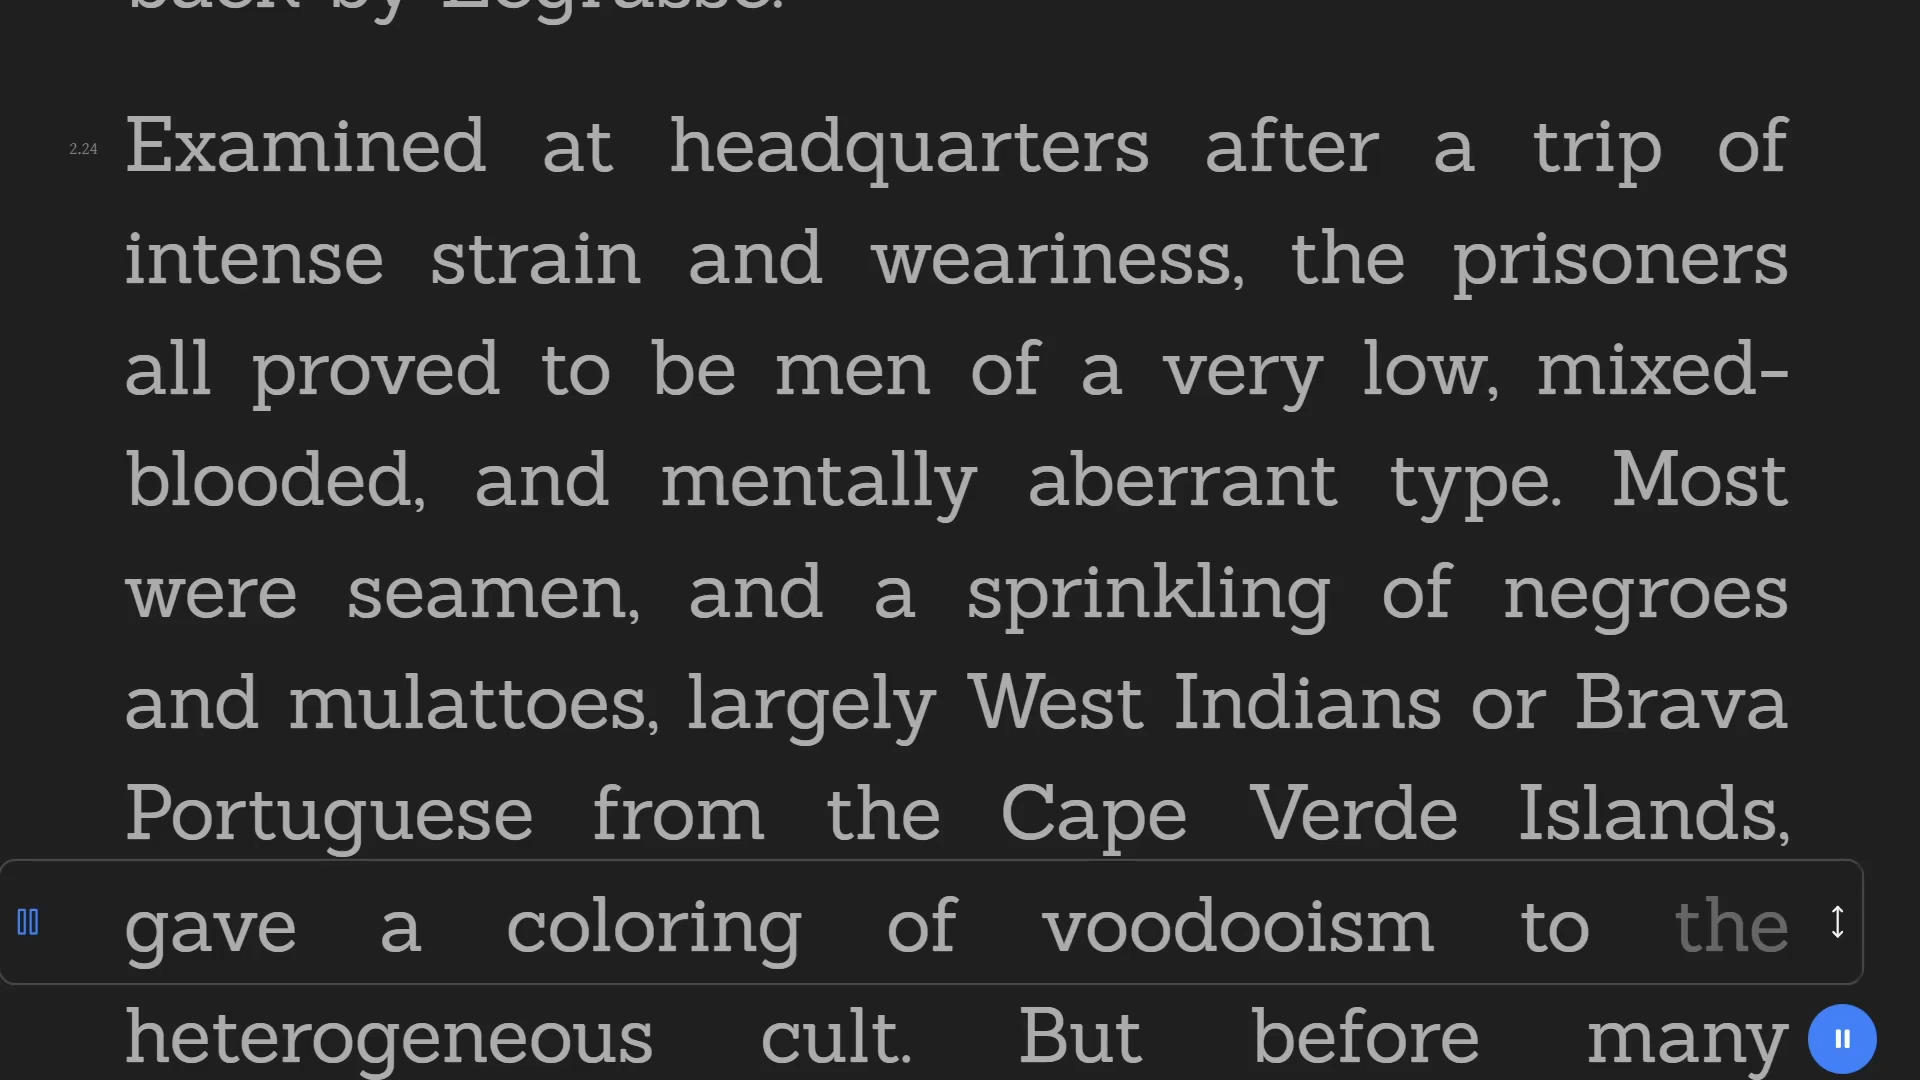 back by Legrasse.
2.24
Examined at headquarters after a trip of
intense strain and weariness, the prisoners
all proved to be men of a very low, mixed-
blooded, and mentally aberrant type. Most
were seamen, and a sprinkling of negroes
and mulattoes, largely West Indians or Brava
Portuguese from the Cape Verde Islands,
gave a coloring of voodooism to the
heterogeneous cult. But before many